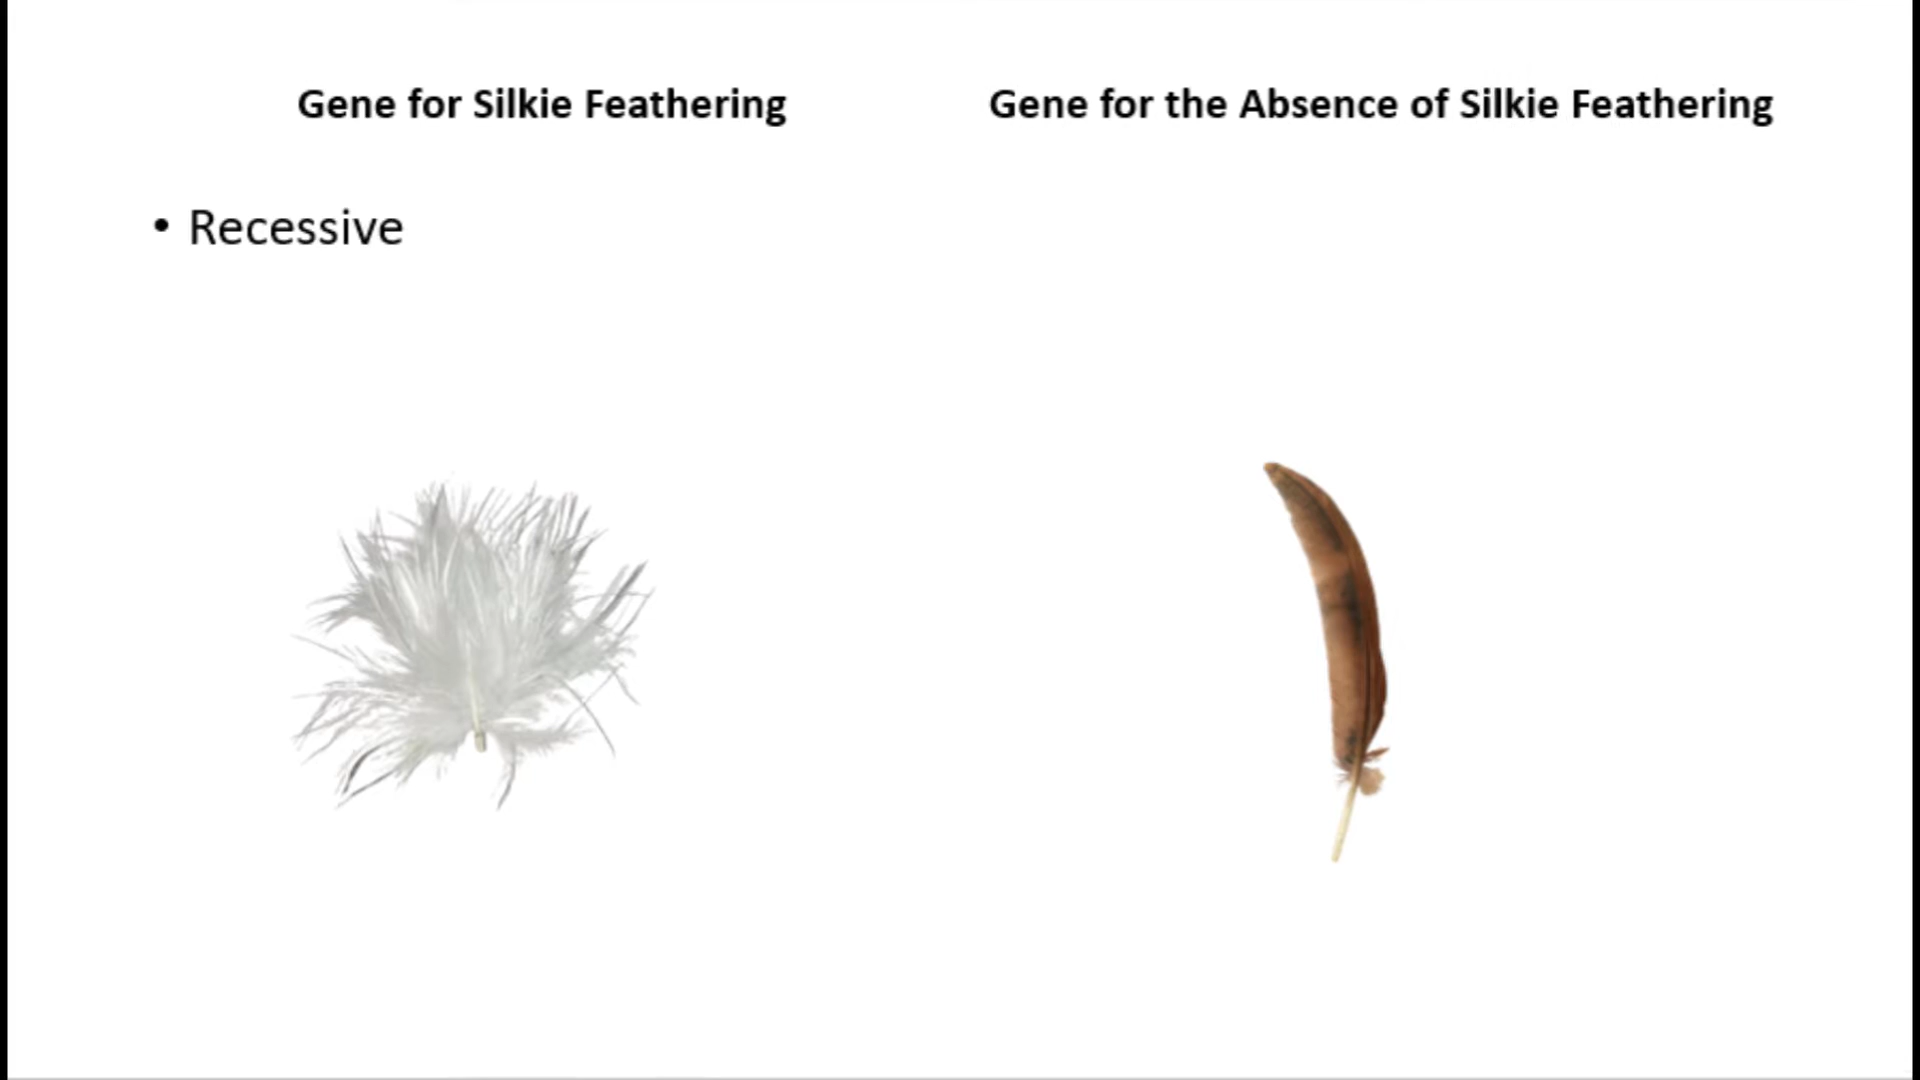 Gene for Silkie Feathering
Gene for the Absence of Silkie Feathering
• Recessive